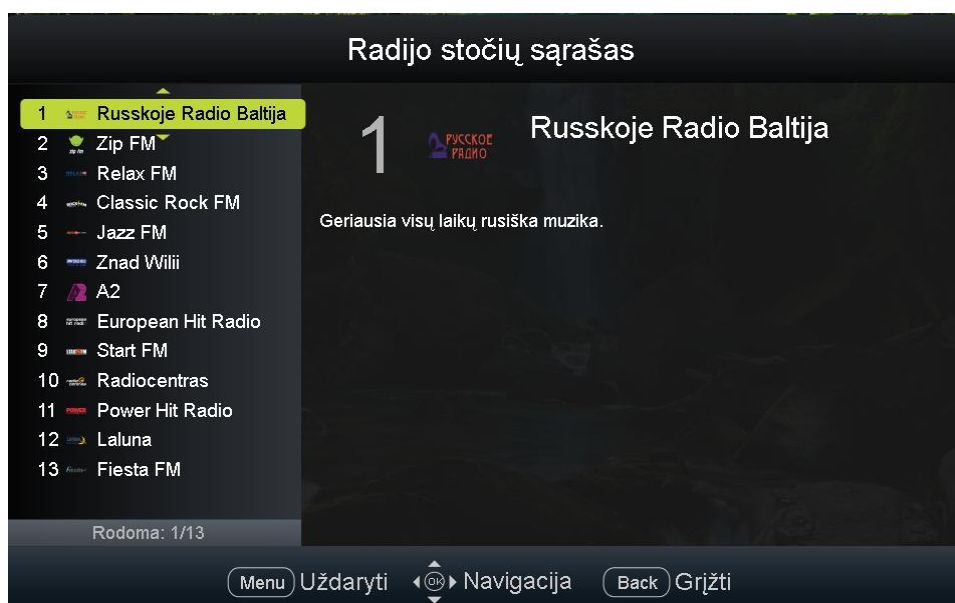 Radijo stočių sąrašas
1 Russkoje Radio Baltija
2 Zip FM
3 Relax FM
4 Classic Rock FM
5 Jazz FM
6 Znad Wilii
7 A2
8 European Hit Radio
9 Start FM
10 Radiocentras
11 Power Hit Radio
12 Laluna
13 Fiesta FM
Rodoma: 1/13
1 РУССКОЕ РАДИО Russkoje Radio Baltija
Geriausia visų laikų rusiška muzika.
Menu Uždaryti OK Navigacija Back Grįžti